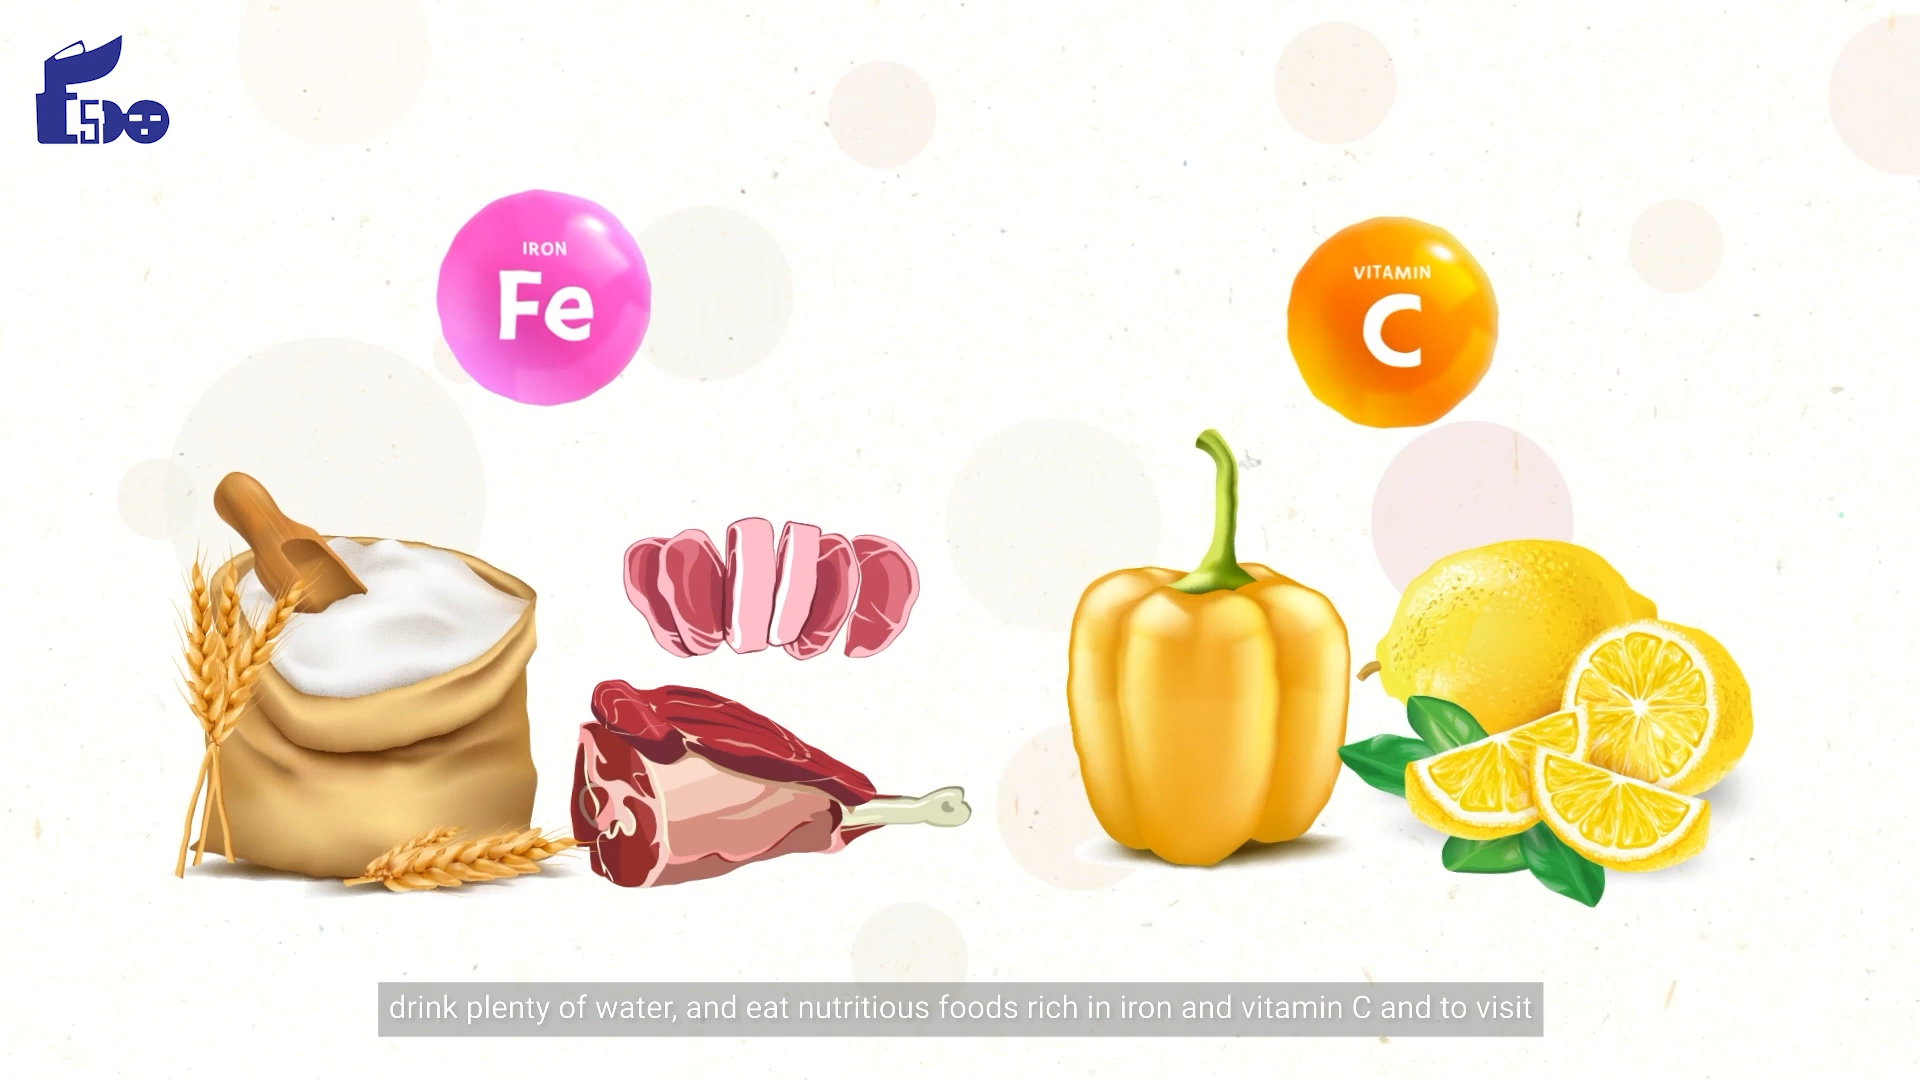 ESDO
IRON
Fe
VITAMIN
C
drink plenty of water, and eat nutritious foods rich in iron and vitamin C and to visit